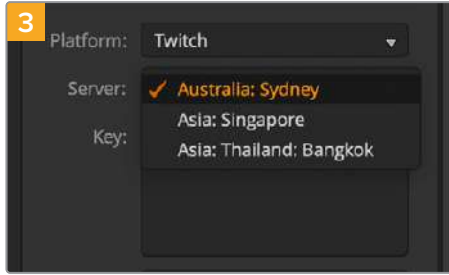 3
Platform: Twitch
Server: ✓ Australia: Sydney
Asia: Singapore
Key:
Asia: Thailand: Bangkok